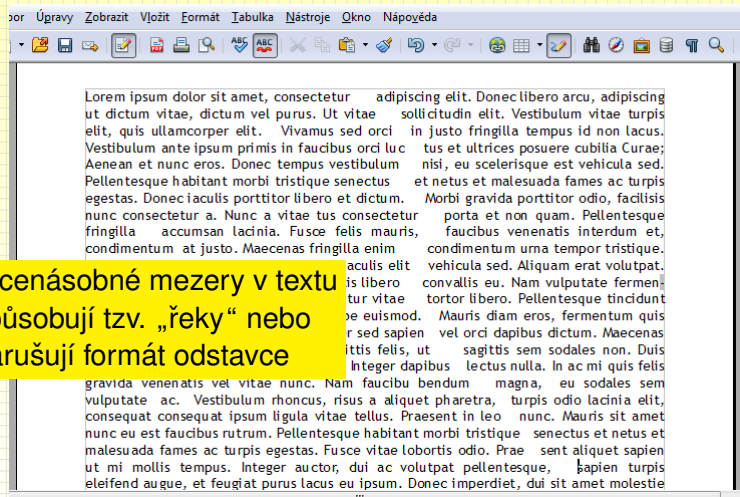 bor Úpravy Zobrazit Vložit Formát Tabulka Nástroje Okno Nápověda
Lorem ipsum dolor sit amet, consectetur adipiscing elit. Donec libero arcu, adipiscing
ut dictum vitae, dictum vel purus. Ut vitae sollicitudin elit. Vestibulum vitae turpis
elit, quis ullamcorper elit. Vivamus sed orci in justo fringilla tempus id non lacus.
Vestibulum ante ipsum primis in faucibus orci luc tus et ultrices posuere cubilia Curae;
Aenean et nunc eros. Donec tempus vestibulum nisi, eu scelerisque est vehicula sed.
Pellentesque habitant morbi tristique senectus et netus et malesuada fames ac turpis
egestas. Donec iaculis porttitor libero et dictum. Morbi gravida porttitor odio, facilisis
nunc consectetur a. Nunc a vitae tus consectetur porta et non quam. Pellentesque
fringilla accumsan lacinia. Fusce felis mauris, faucibus venenatis interdum et,
condimentum at justo. Maecenas fringilla enim condimentum urna tempor tristique.
aculis elit vehicula sed. Aliquam erat volutpat.
is libero convallis eu. Nam vulputate fermen-
tur vitae tortor libero. Pellentesque tincidunt
pe euismod. Mauris diam eros, fermentum quis
r sed sapien vel orci dapibus dictum. Maecenas
ittis felis, ut sagittis sem sodales non. Duis
Integer dapibus lectus nulla. In ac mi quis felis
cenásobné mezery v textu
působují tzv. „řeky“ nebo
arušují formát odstavce
gravida venenatis vel vitae nunc. Nam faucibu bendum magna, eu sodales sem
vulputate ac. Vestibulum rhoncus, risus a aliquet pharetra, turpis odio lacinia elit,
consequat consequat ipsum ligula vitae tellus. Praesent in leo nunc. Mauris sit amet
nunc eu est faucibus rutrum. Pellentesque habitant morbi tristique senectus et netus et
malesuada fames ac turpis egestas. Fusce vitae lobortis odio. Prae sent aliquet sapien
ut mi mollis tempus. Integer auctor, dui ac volutpat pellentesque, sapien turpis
eleifend augue, et feugiat purus lacus eu ipsum. Donec imperdiet, dui sit amet molestie